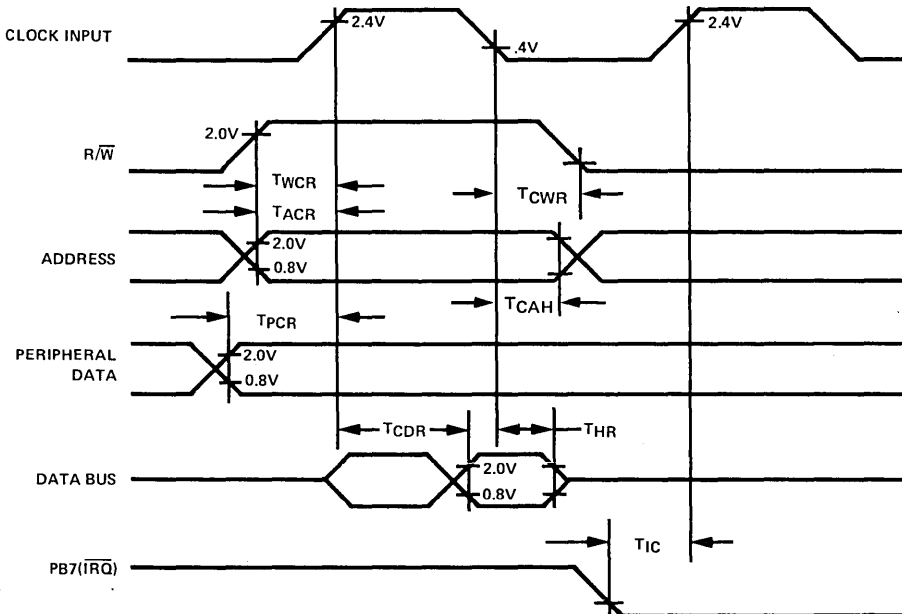 2.4V
2.4V
CLOCK INPUT
.4V
2.0V
R/W̅
TWCR
TCWR
TACR
2.0V
ADDRESS
0.8V
TCAH
TPCR
PERIPHERAL
DATA
2.0V
0.8V
TCDR
THR
2.0V
DATA BUS
0.8V
TIC
PB7(I̅R̅Q̅)